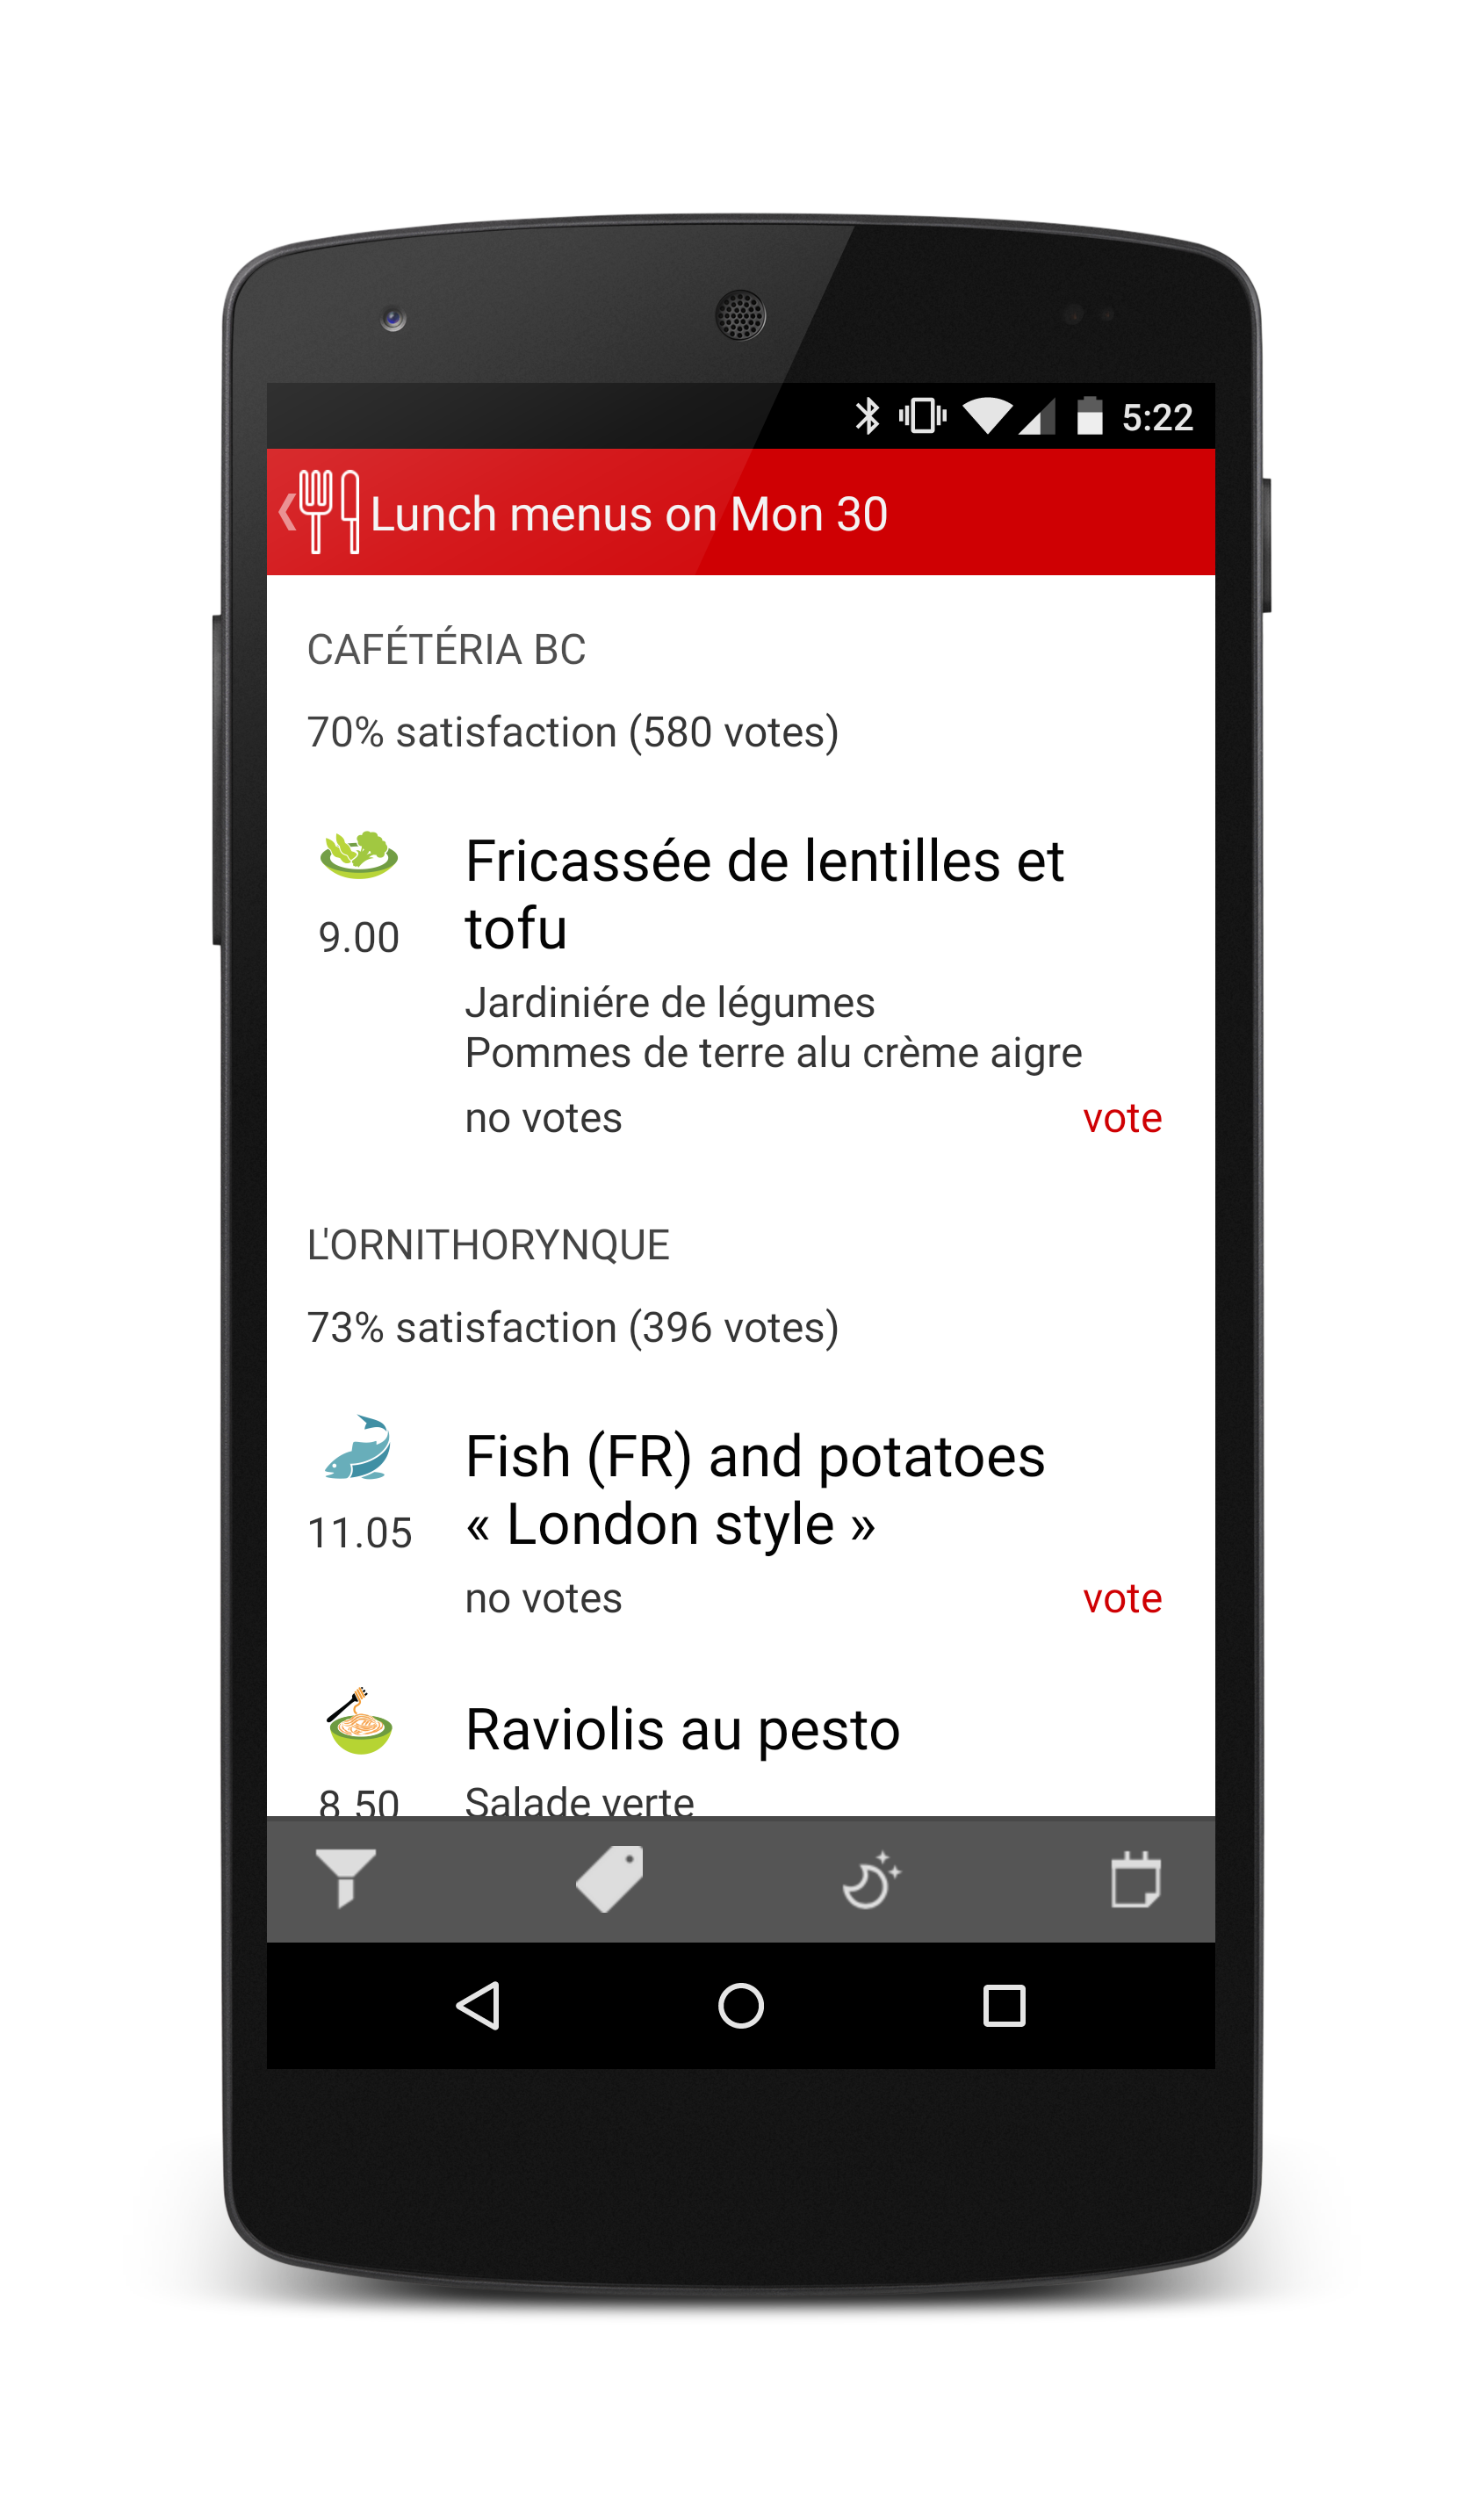 5:22
Lunch menus on Mon 30
CAFÉTÉRIA BC
70% satisfaction (580 votes)
Fricassée de lentilles et
tofu
9.00
Jardiniére de légumes
Pommes de terre alu crème aigre
no votes
vote
L'ORNITHORYNQUE
73% satisfaction (396 votes)
Fish (FR) and potatoes
« London style »
11.05
no votes
vote
Raviolis au pesto
8.50
Salade verte